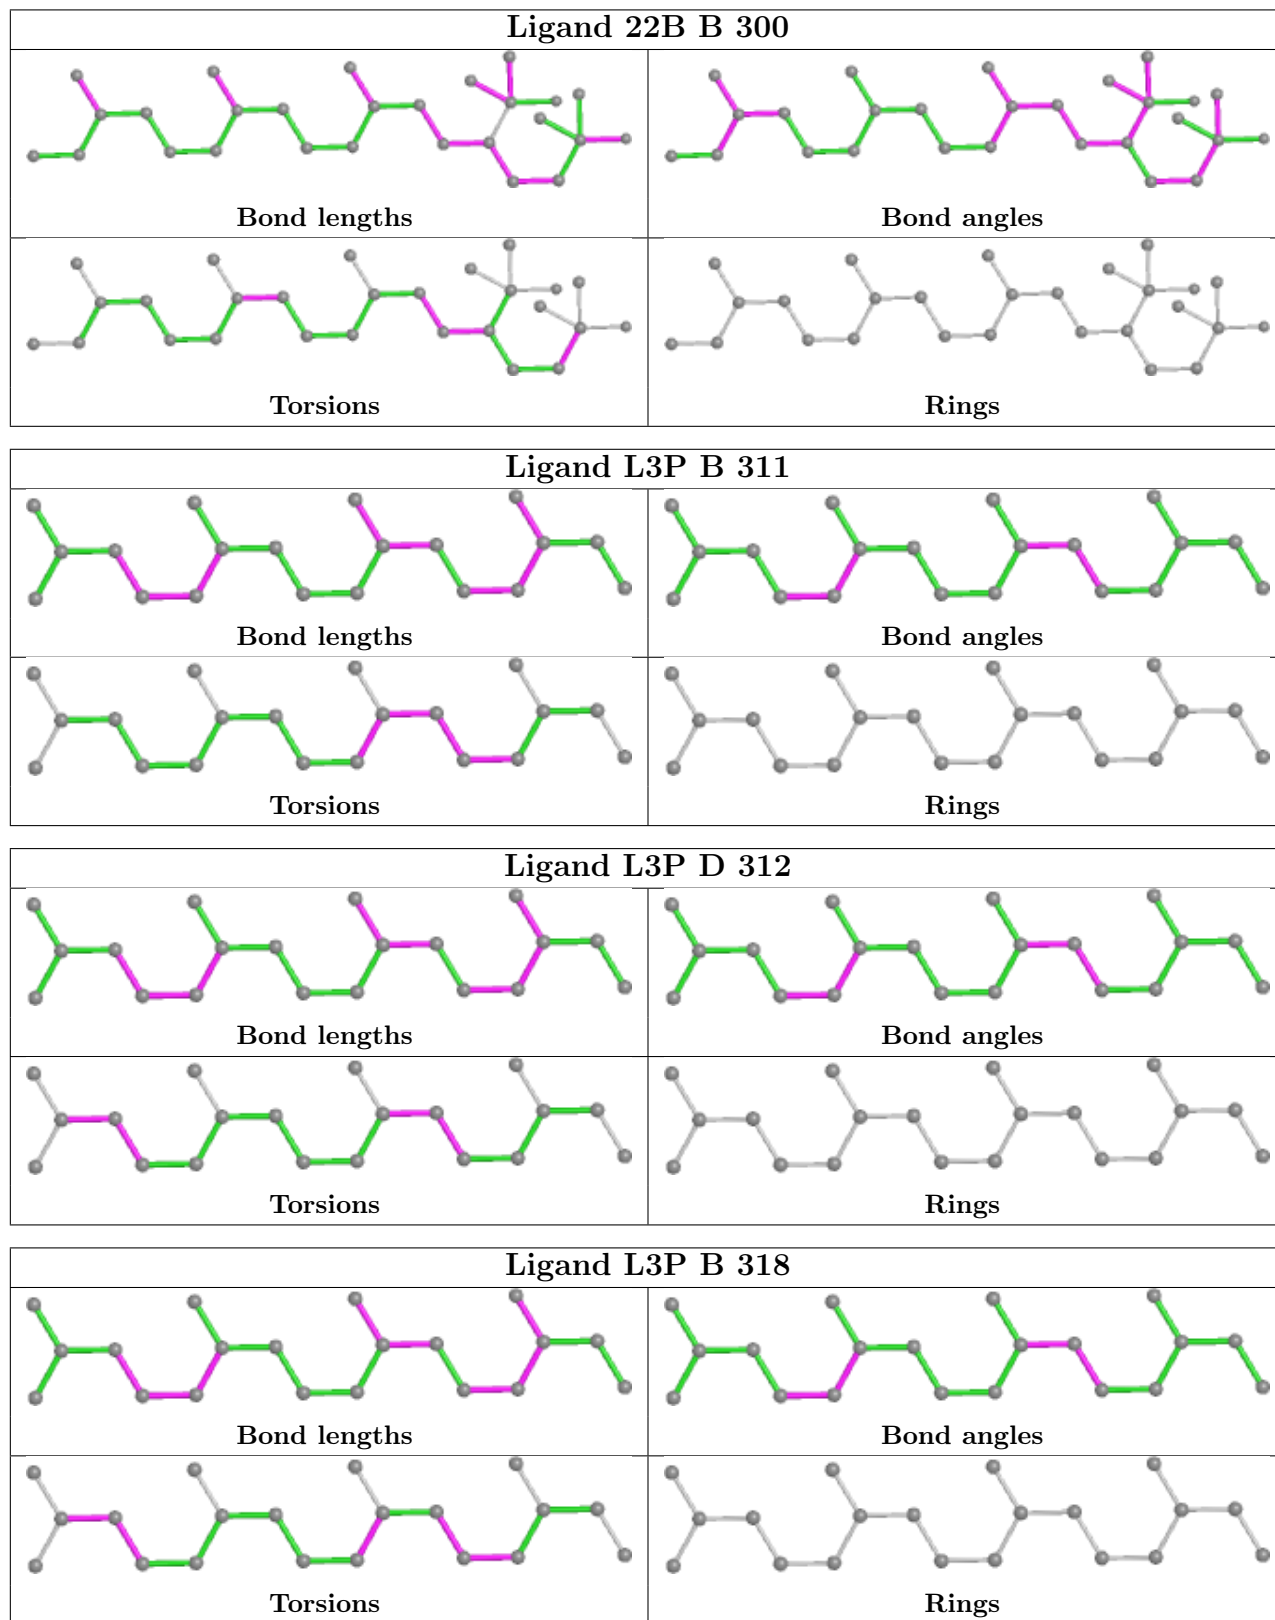 Ligand 22B B 300
Bond lengths
Bond angles
Torsions
Rings
Ligand L3P B 311
Bond lengths
Bond angles
Torsions
Rings
Ligand L3P D 312
Bond lengths
Bond angles
Torsions
Rings
Ligand L3P B 318
Bond lengths
Bond angles
Torsions
Rings